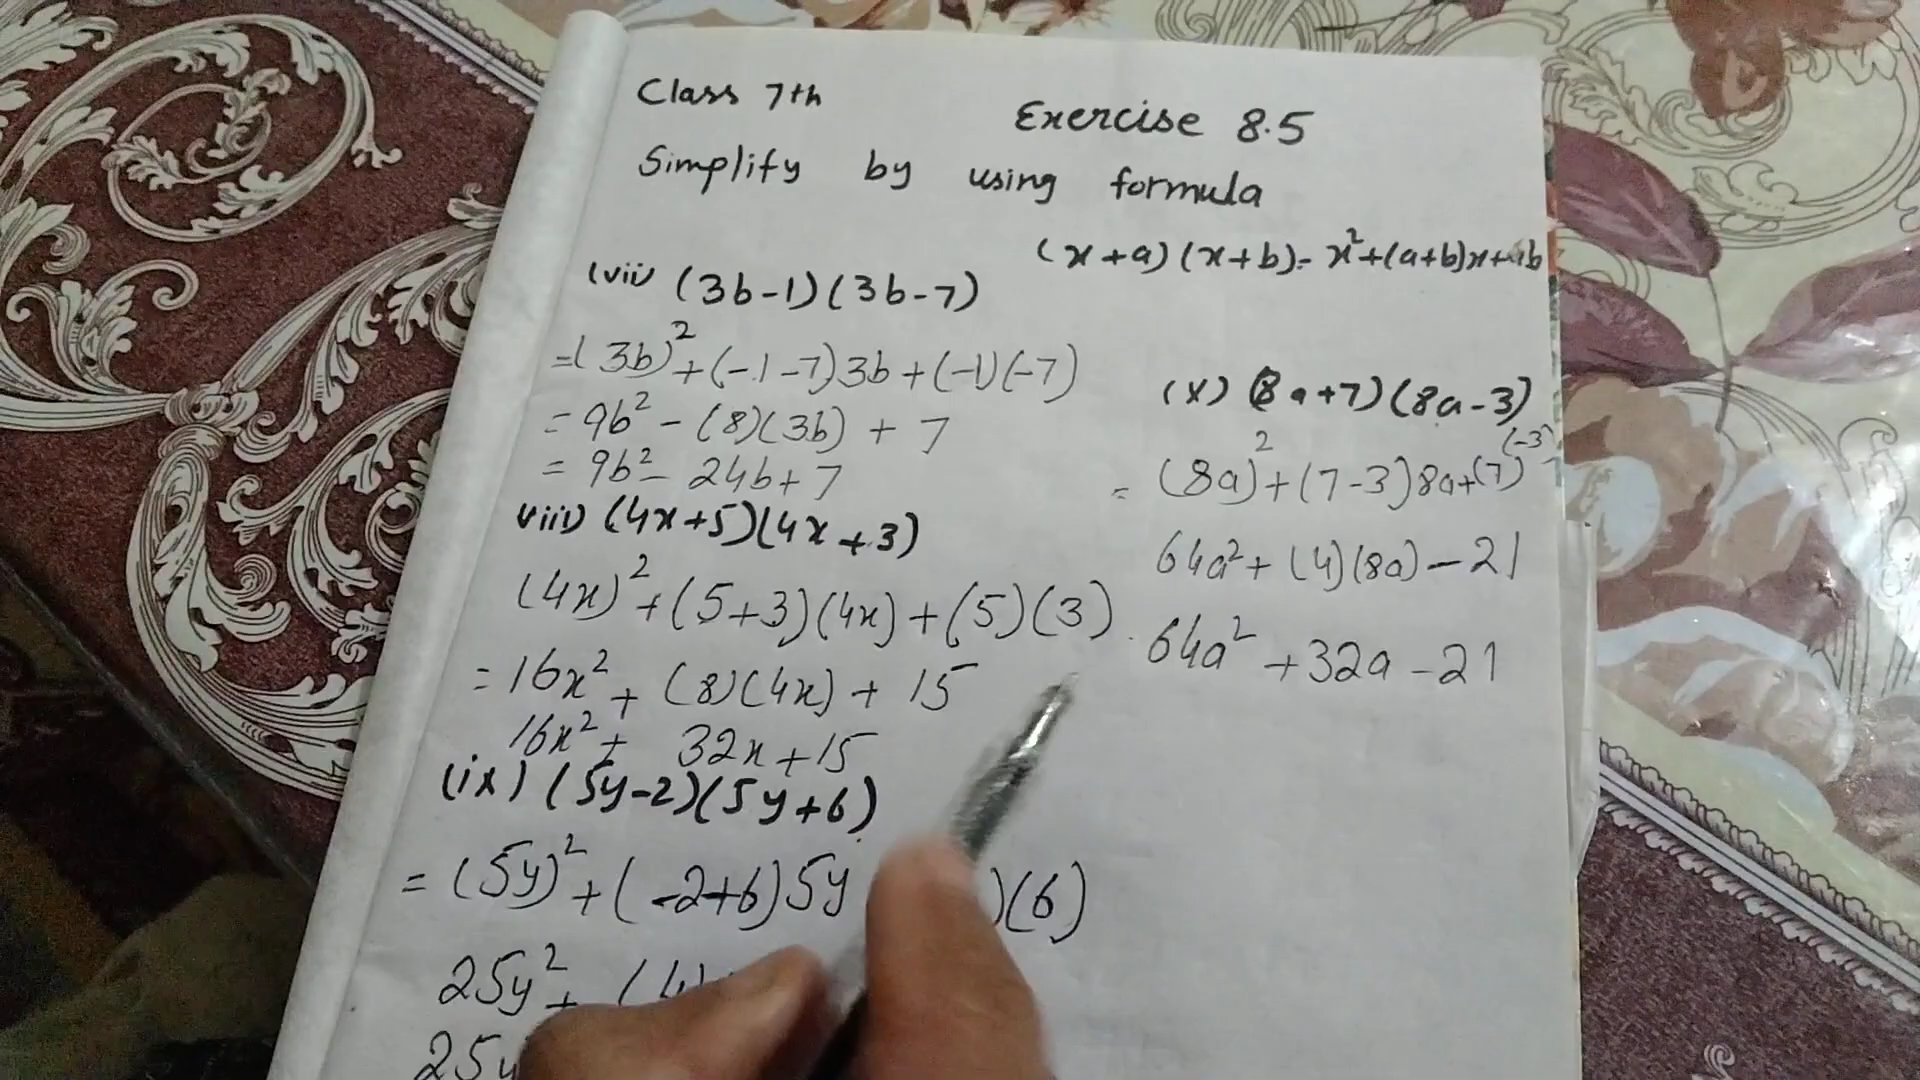 Class 7th
Exercise 8.5
Simplify by using formula
(x+a)(x+b)= x²+(a+b)x+ab
(vii) (3b-1)(3b-7)
=(3b)²+(-1-7)3b+(-1)(-7)
= 9b² - (8)(3b) + 7
= 9b² - 24b+7
viii) (4x+5)(4x+3)
(4x)²+(5+3)(4x)+(5)(3)
= 16x² + (8)(4x) + 15
16x² + 32x+15
(ix) (5y-2)(5y+6)
= (5y)²+(-2+6)5y )(6)
25y² + (4)
25y
(x) (8a+7)(8a-3)
= (8a)²+(7-3)8a+(7)(-3)
64a²+(4)(8a)-21
64a²+32a-21